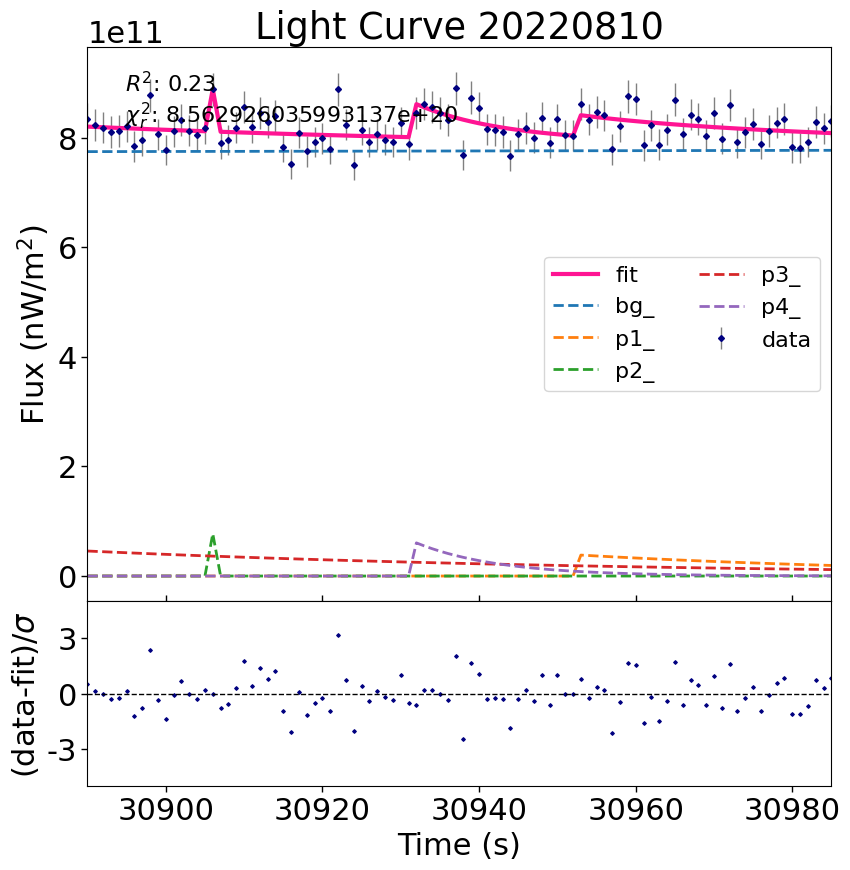 Light Curve 20220810
1e11
R²: 0.23
χ²ᵣ: 8.562926035993137e+20
Flux (nW/m²)
8
6
4
2
0
fit
bg_
p1_
p2_
p3_
p4_
data
(data-fit)/σ
3
0
-3
30900 30920 30940 30960 30980
Time (s)